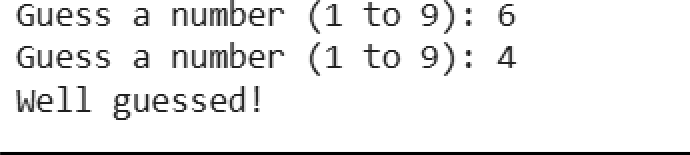 Guess a number (1 to 9): 6
Guess a number (1 to 9): 4
Well guessed!